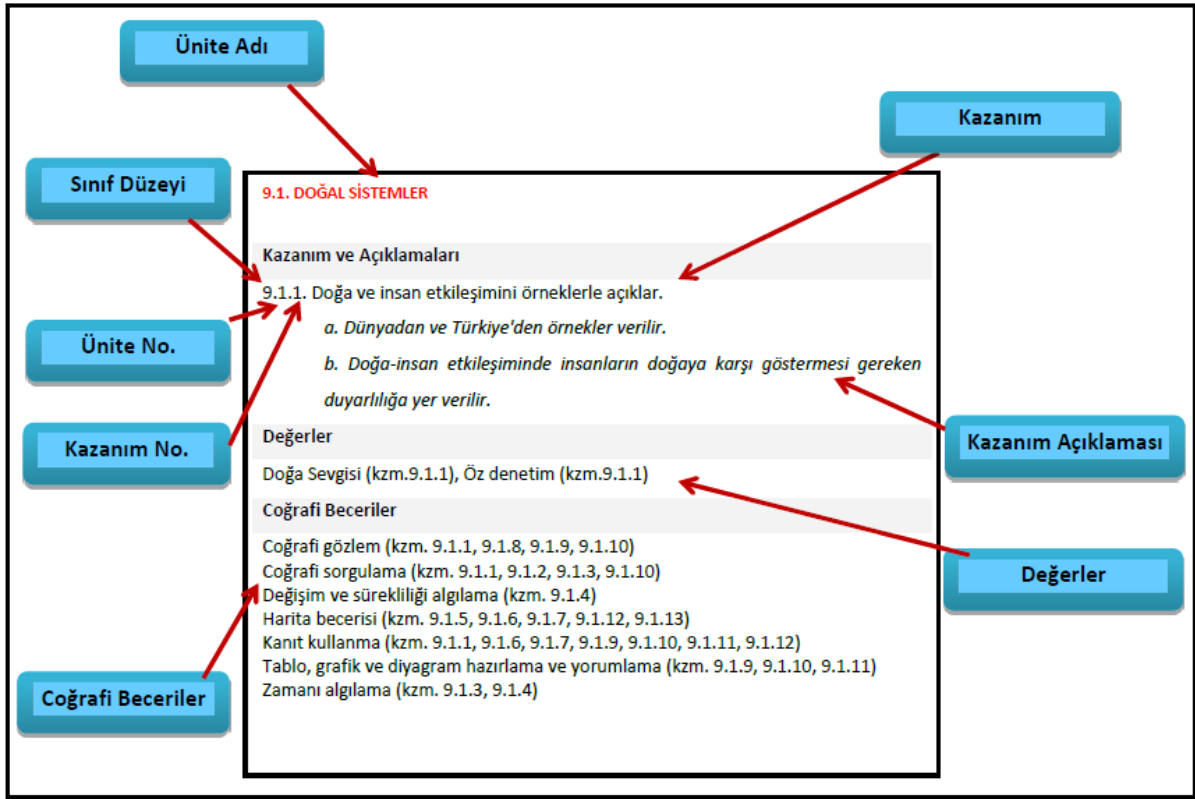 Ünite Adı
Kazanım
Sınıf Düzeyi
9.1. DOĞAL SİSTEMLER
Kazanım ve Açıklamaları
9.1.1. Doğa ve insan etkileşimini örneklerle açıklar.
a. Dünyadan ve Türkiye'den örnekler verilir.
Ünite No.
b. Doğa-insan etkileşiminde insanların doğaya karşı göstermesi gereken
duyarlılığa yer verilir.
Kazanım No.
Değerler
Kazanım Açıklaması
Doğa Sevgisi (kzm.9.1.1), Öz denetim (kzm.9.1.1)
Coğrafi Beceriler
Coğrafi gözlem (kzm. 9.1.1, 9.1.8, 9.1.9, 9.1.10)
Coğrafi sorgulama (kzm. 9.1.1, 9.1.2, 9.1.3, 9.1.10)
Değerler
Değişim ve sürekliliği algılama (kzm. 9.1.4)
Harita becerisi (kzm. 9.1.5, 9.1.6, 9.1.7, 9.1.12, 9.1.13)
Kanıt kullanma (kzm. 9.1.1, 9.1.6, 9.1.7, 9.1.9, 9.1.10, 9.1.11, 9.1.12)
Tablo, grafik ve diyagram hazırlama ve yorumlama (kzm. 9.1.9, 9.1.10, 9.1.11)
Zamanı algılama (kzm. 9.1.3, 9.1.4)
Coğrafi Beceriler